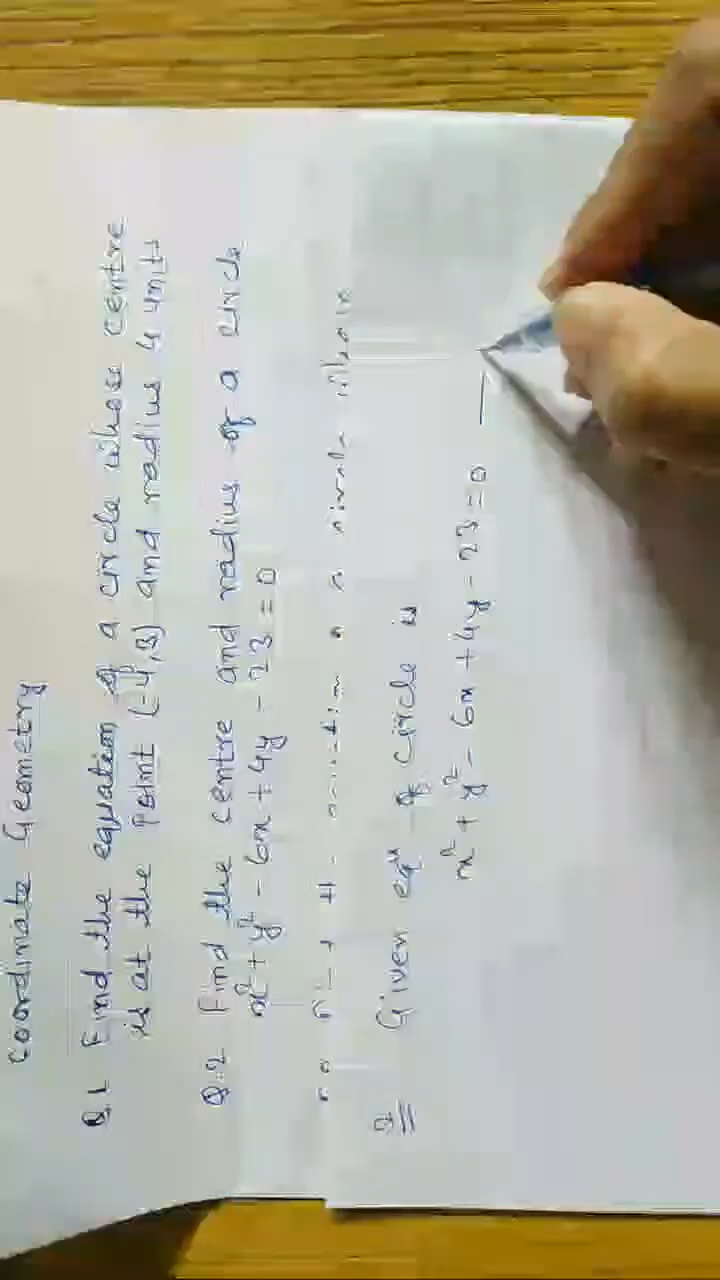 Coordinate Geometry
Q.1 Find the equation of a circle whose centre
is at the point (-4,3) and radius 4 units
Q.2 Find the centre and radius of a circle
x² + y² - 6x + 4y - 23 = 0
2 Given eqⁿ of circle is
x² + y² - 6x + 4y - 23 = 0 —